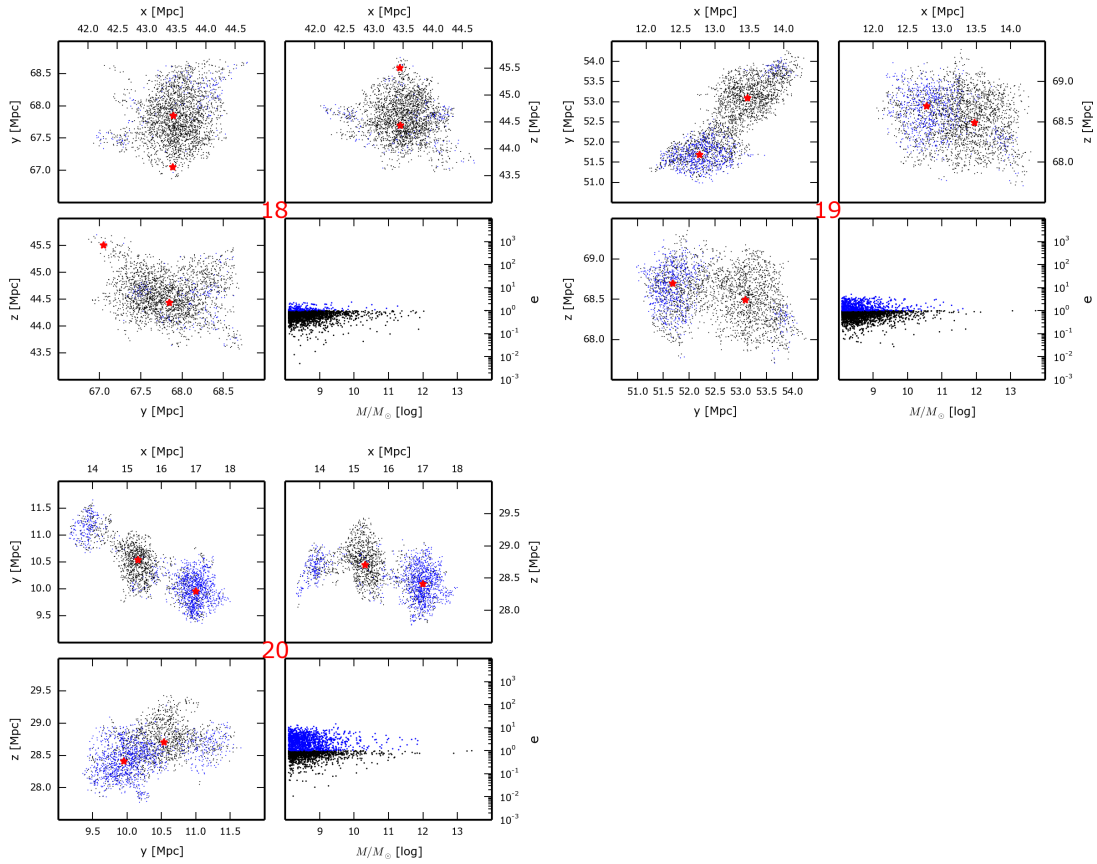 x [Mpc]
x [Mpc]
42.0 42.5 43.0 43.5 44.0 44.5
42.0 42.5 43.0 43.5 44.0 44.5
68.5
68.0
67.5
67.0
y [Mpc]
45.5
45.0
44.5
44.0
43.5
z [Mpc]
18
45.5
45.0
44.5
44.0
43.5
z [Mpc]
10³
10²
10¹
10⁰
10⁻¹
10⁻²
10⁻³
e
67.0 67.5 68.0 68.5
9 10 11 12 13
y [Mpc]
M/M⊙ [log]
x [Mpc]
x [Mpc]
12.0 12.5 13.0 13.5 14.0
12.0 12.5 13.0 13.5 14.0
54.0
53.5
53.0
52.5
52.0
51.5
51.0
y [Mpc]
69.0
68.5
68.0
z [Mpc]
19
69.0
68.5
68.0
z [Mpc]
10³
10²
10¹
10⁰
10⁻¹
10⁻²
10⁻³
e
51.0 51.5 52.0 52.5 53.0 53.5 54.0
9 10 11 12 13
y [Mpc]
M/M⊙ [log]
x [Mpc]
x [Mpc]
14 15 16 17 18
14 15 16 17 18
11.5
11.0
10.5
10.0
9.5
y [Mpc]
29.5
29.0
28.5
28.0
z [Mpc]
20
29.5
29.0
28.5
28.0
z [Mpc]
10³
10²
10¹
10⁰
10⁻¹
10⁻²
10⁻³
e
9.5 10.0 10.5 11.0 11.5
9 10 11 12 13
y [Mpc]
M/M⊙ [log]